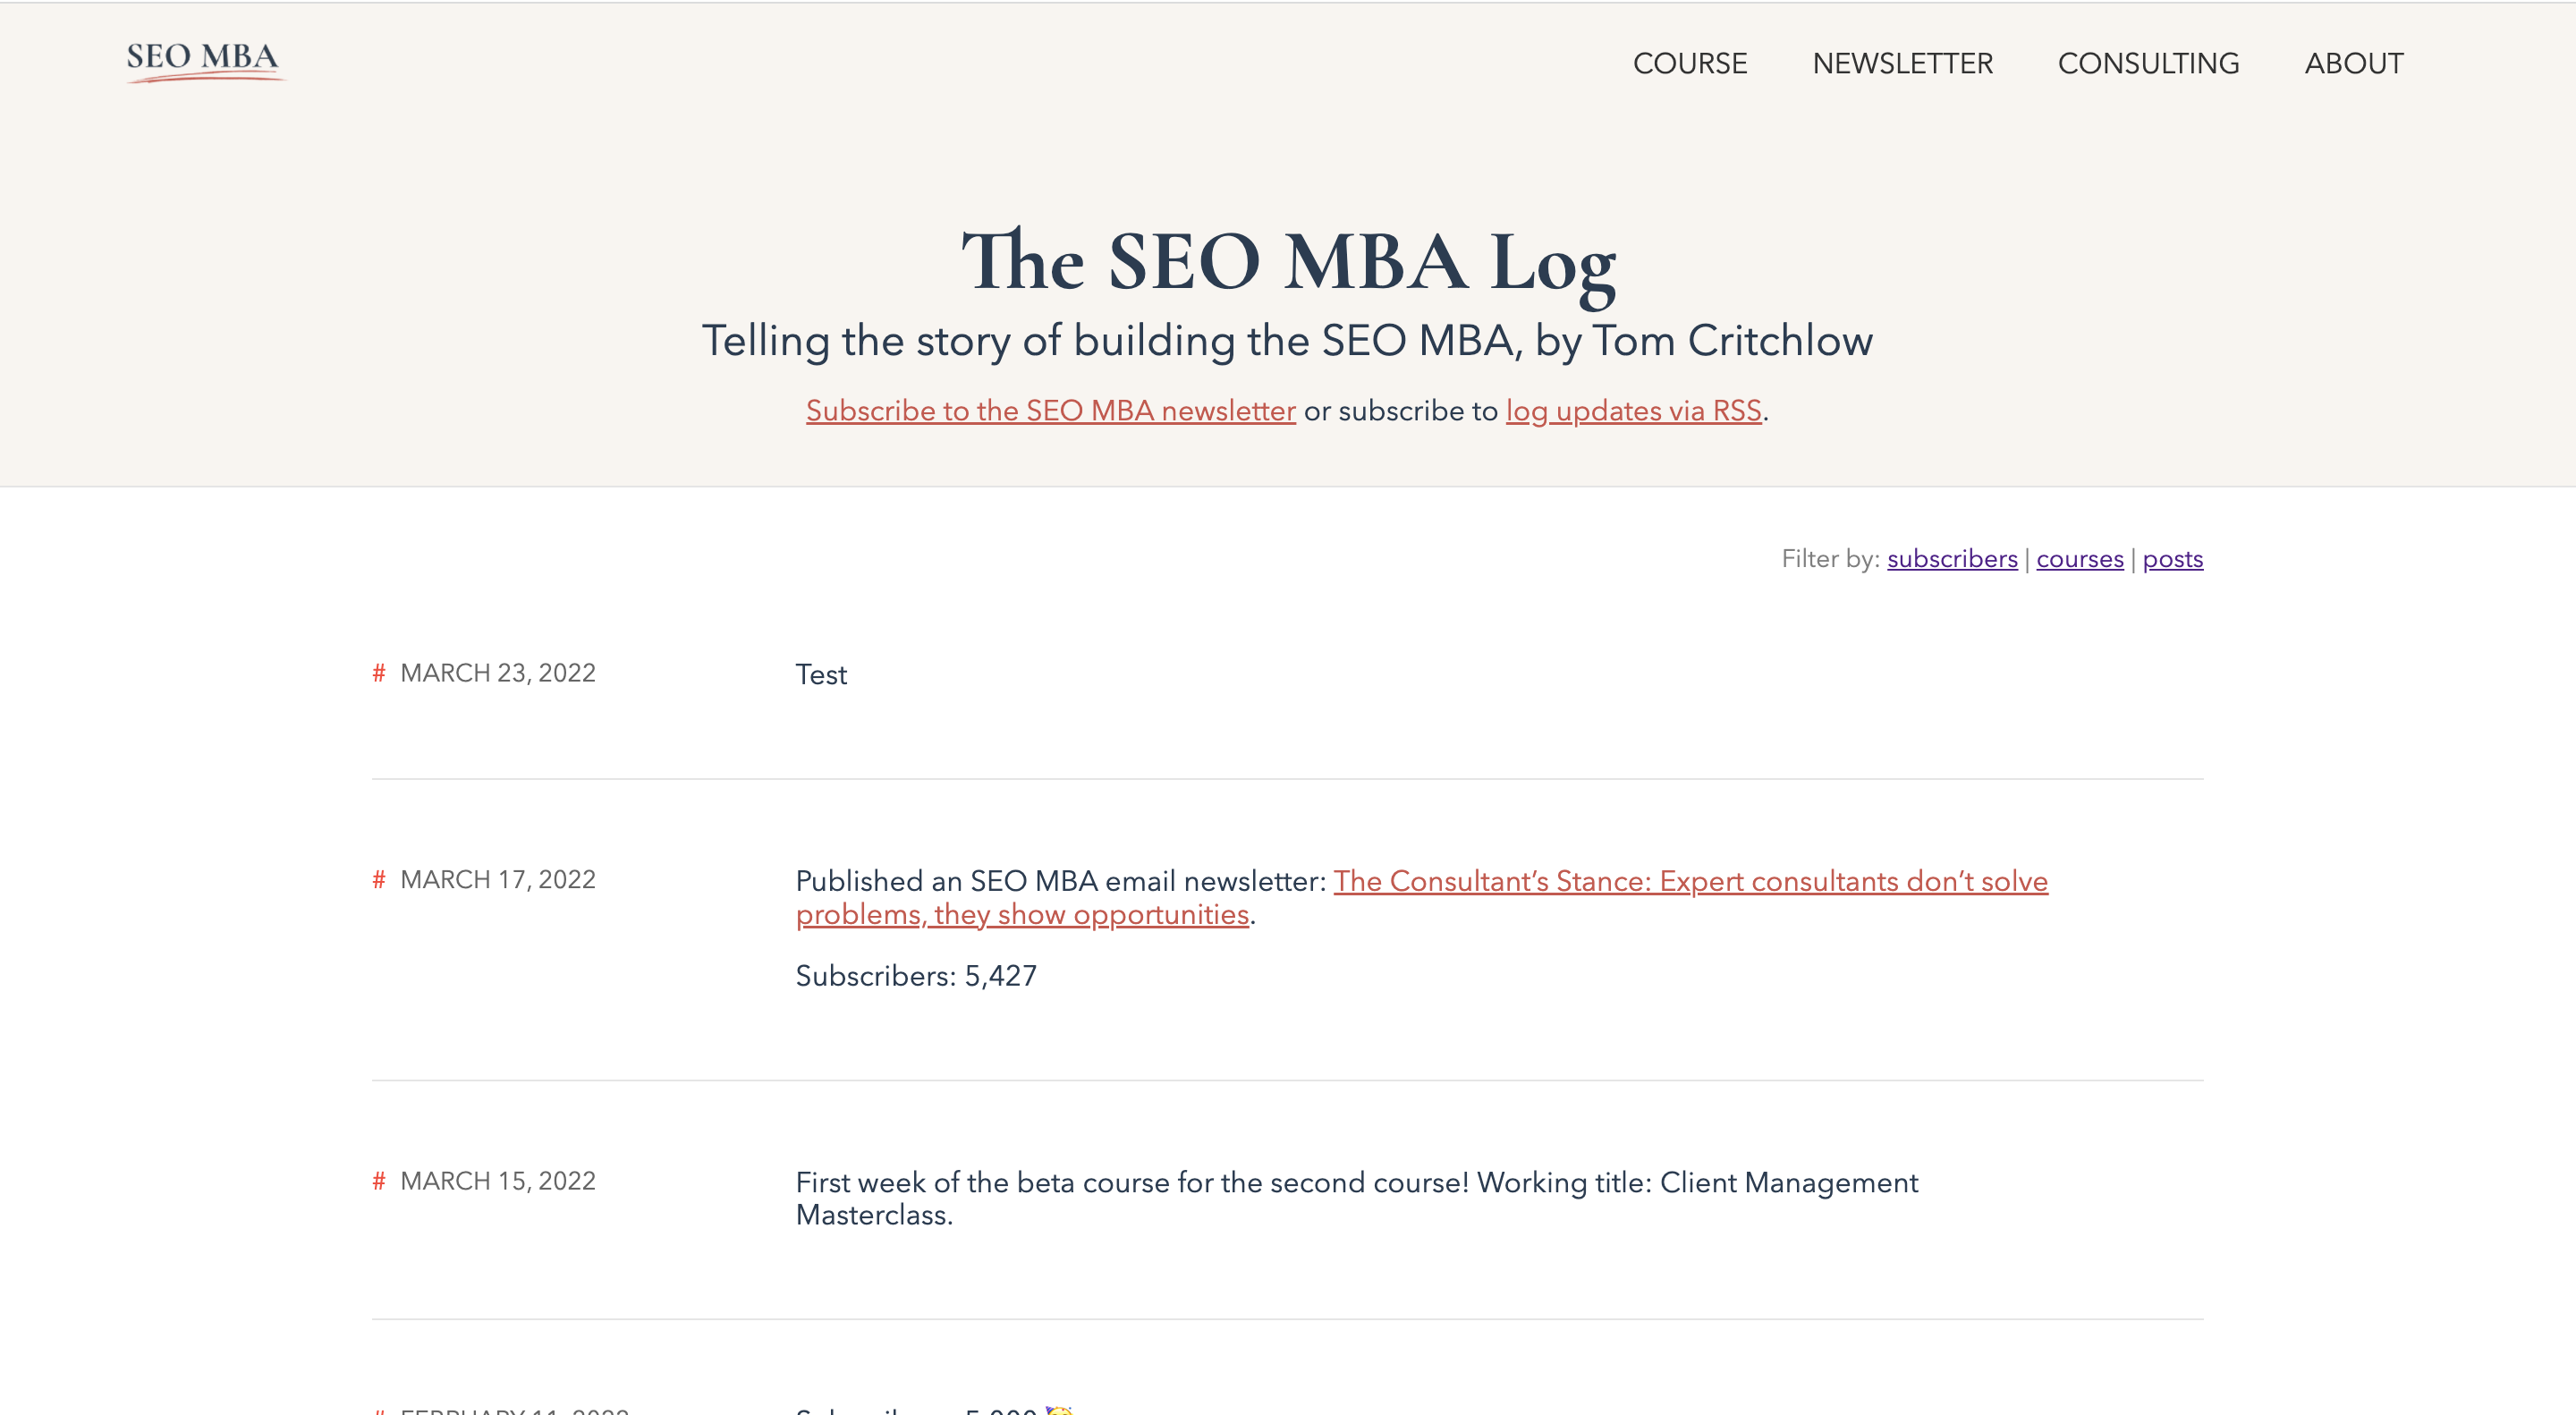 SEO MBA
COURSE NEWSLETTER CONSULTING ABOUT
The SEO MBA Log
Telling the story of building the SEO MBA, by Tom Critchlow
Subscribe to the SEO MBA newsletter or subscribe to log updates via RSS.
Filter by: subscribers | courses | posts
# MARCH 23, 2022
Test
# MARCH 17, 2022
Published an SEO MBA email newsletter: The Consultant’s Stance: Expert consultants don’t solve
problems, they show opportunities.
Subscribers: 5,427
# MARCH 15, 2022
First week of the beta course for the second course! Working title: Client Management
Masterclass.
# FEBRUARY 11, 2022